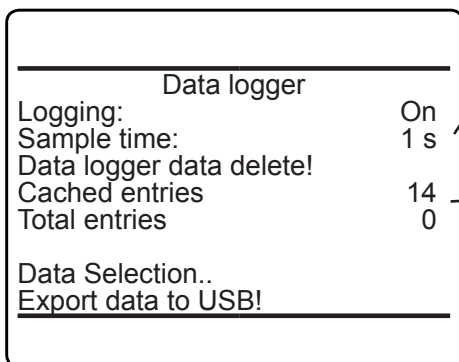 Data logger
Logging: On
Sample time: 1 s
Data logger data delete!
Cached entries 14
Total entries 0
Data Selection..
Export data to USB!